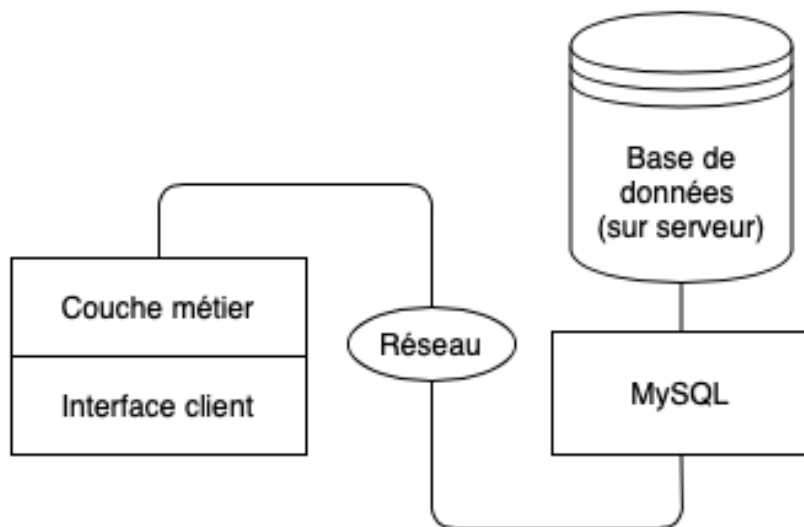 Base de
données
(sur serveur)
Couche métier
Réseau
Interface client
MySQL